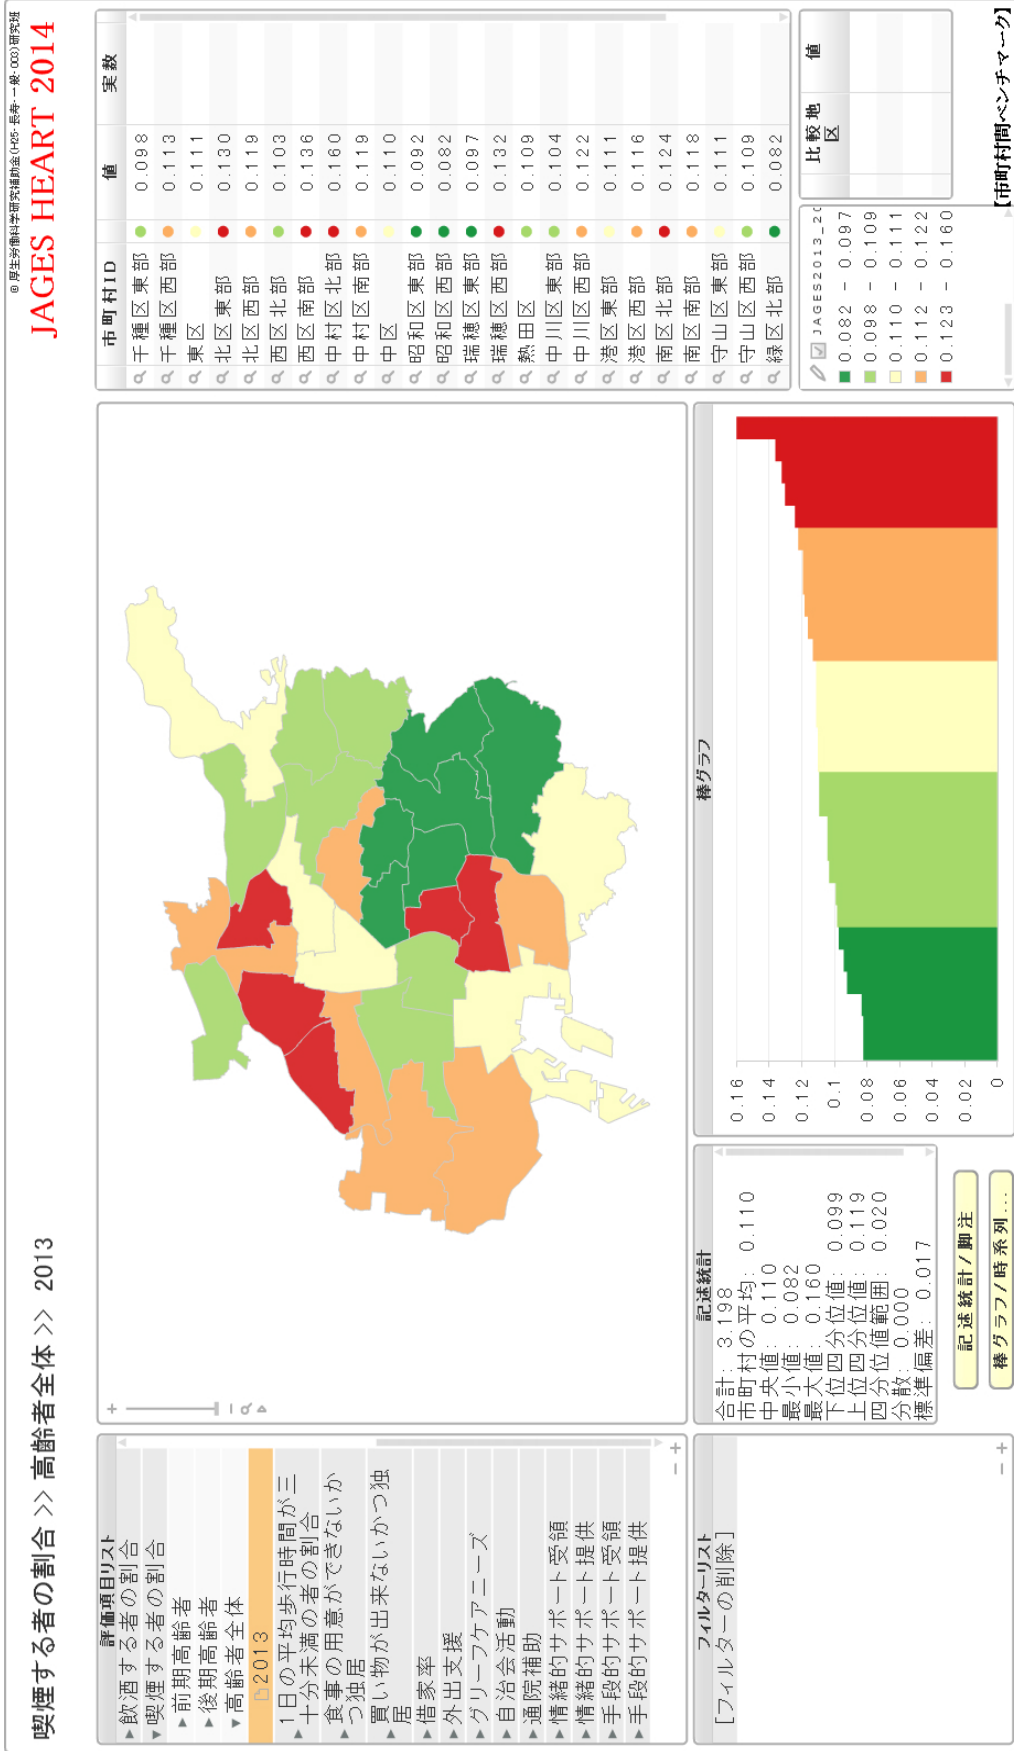 喫煙する者の割合 >> 高齢者全体 >> 2013
© 厚生労働科学研究補助金(H25-長寿-一般-003)研究班
JAGES HEART 2014
評価項目リスト
▸飲酒する者の割合
▾喫煙する者の割合
▸前期高齢者
▸後期高齢者
▾高齢者全体
2013
▸1日の平均歩行時間が三
十分未満の者の割合
▸食事の用意ができないか
つ独居
▸買い物が出来ないかつ独
居
▸借家率
▸外出支援
▸グリーフケアニーズ
▸自治会活動
▸通院補助
▸情緒的サポート受領
▸情緒的サポート提供
▸手段的サポート受領
▸手段的サポート提供
フィルターリスト
[フィルターの削除]
市町村ID 値 実数
千種区東部 0.098
千種区西部 0.113
東区 0.111
北区東部 0.130
北区西部 0.119
西区北部 0.103
西区南部 0.136
中村区北部 0.160
中村区南部 0.119
中区 0.110
昭和区東部 0.092
昭和区西部 0.082
瑞穂区東部 0.097
瑞穂区西部 0.132
熱田区 0.109
中川区東部 0.104
中川区西部 0.122
港区東部 0.111
港区西部 0.116
南区北部 0.124
南区南部 0.118
守山区東部 0.111
守山区西部 0.109
緑区北部 0.082
記述統計
合計: 3.198
市町村の平均: 0.110
中央値: 0.110
最小値: 0.082
最大値: 0.160
下位四分位値: 0.099
上位四分位値: 0.119
四分位値範囲: 0.020
分散: 0.000
標準偏差: 0.017
記述統計/脚注
棒グラフ/時系列...
棒グラフ
0.16
0.14
0.12
0.1
0.08
0.06
0.04
0.02
0
JAGES2013_20
0.082 - 0.097
0.098 - 0.109
0.110 - 0.111
0.112 - 0.122
0.123 - 0.160
比較地区 値
【市町村間ベンチマーク】